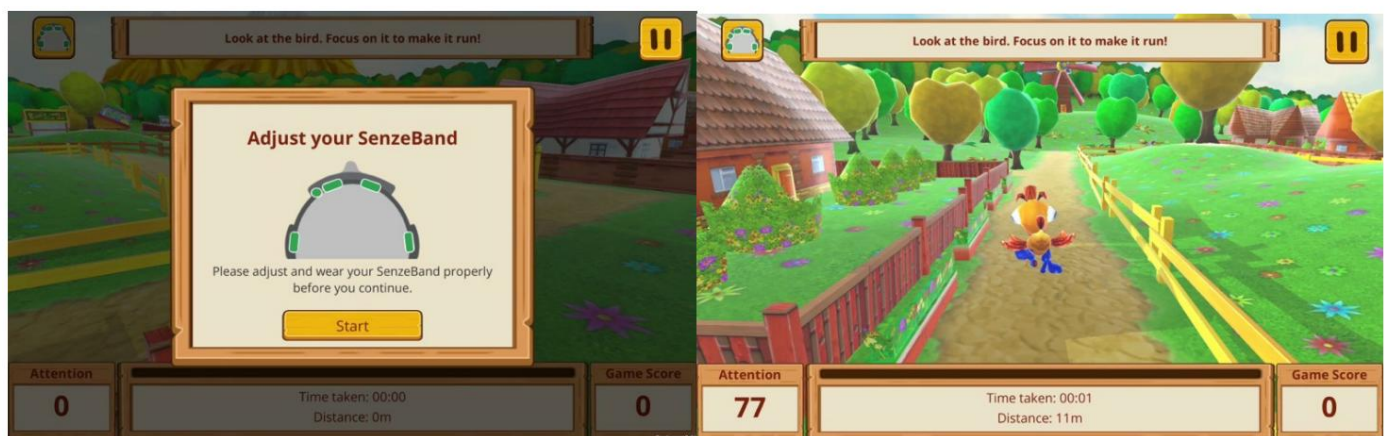 Look at the bird. Focus on it to make it run!
Adjust your SenzeBand
Please adjust and wear your SenzeBand properly
before you continue.
Start
Attention
0
Time taken: 00:00
Distance: 0m
Game Score
0
Look at the bird. Focus on it to make it run!
Attention
77
Time taken: 00:01
Distance: 11m
Game Score
0